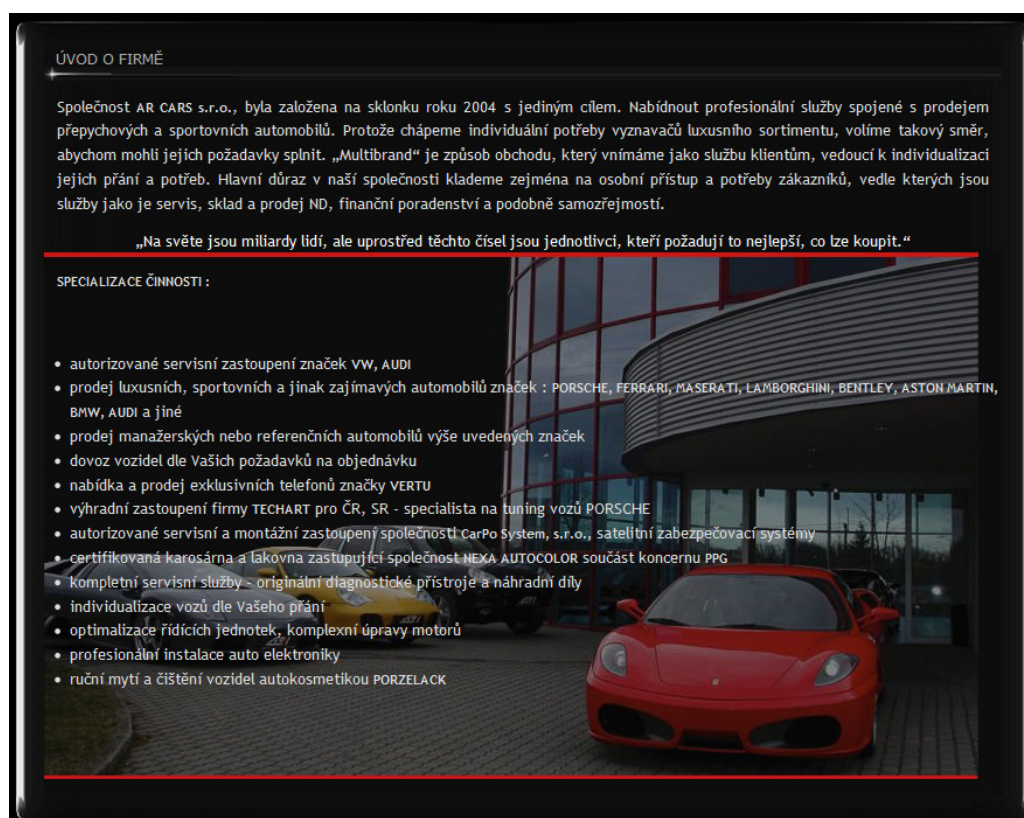 ÚVOD O FIRMĚ
Společnost AR CARS s.r.o., byla založena na sklonku roku 2004 s jediným cílem. Nabídnout profesionální služby spojené s prodejem
přepychových a sportovních automobilů. Protože chápeme individuální potřeby vyznavačů luxusního sortimentu, volíme takový směr,
abychom mohli jejich požadavky splnit. „Multibrand“ je způsob obchodu, který vnímáme jako službu klientům, vedoucí k individualizaci
jejich přání a potřeb. Hlavní důraz v naší společnosti klademe zejména na osobní přístup a potřeby zákazníků, vedle kterých jsou
služby jako je servis, sklad a prodej ND, finanční poradenství a podobně samozřejmostí.
„Na světe jsou miliardy lidí, ale uprostřed těchto čísel jsou jednotlivci, kteří požadují to nejlepší, co lze koupit.“
SPECIALIZACE ČINNOSTI :
• autorizované servisní zastoupení značek VW, AUDI
• prodej luxusních, sportovních a jinak zajímavých automobilů značek : PORSCHE, FERRARI, MASERATI, LAMBORGHINI, BENTLEY, ASTON MARTIN,
BMW, AUDI a jiné
• prodej manažerských nebo referenčních automobilů výše uvedených značek
• dovoz vozidel dle Vašich požadavků na objednávku
• nabídka a prodej exklusivních telefonů značky VERTU
• výhradní zastoupení firmy TECHART pro ČR, SR - specialista na tuning vozů PORSCHE
• autorizované servisní a montážní zastoupení společnosti CarPo System, s.r.o., satelitní zabezpečovací systémy
• certifikovaná karosárna a lakovna zastupující společnost NEXA AUTOCOLOR součást koncernu PPG
• kompletní servisní služby - originální diagnostické přístroje a náhradní díly
• individualizace vozů dle Vašeho přání
• optimalizace řídících jednotek, komplexní úpravy motorů
• profesionální instalace auto elektroniky
• ruční mytí a čištění vozidel autokosmetikou PORZELACK